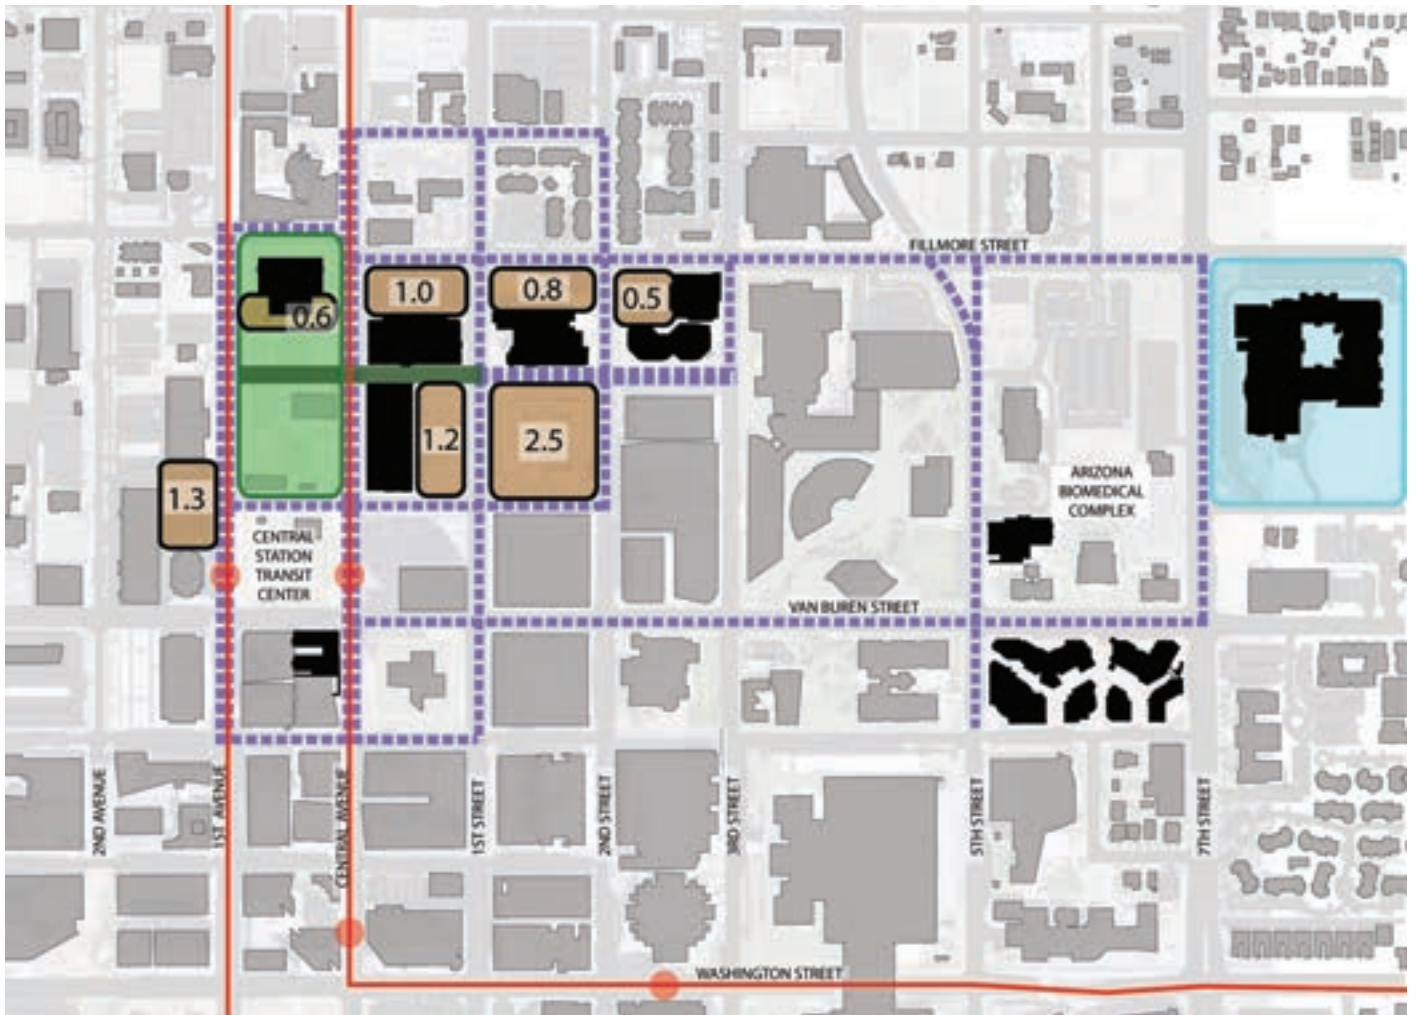 FILLMORE STREET
0.6
1.0
0.8
0.5
1.2
2.5
1.3
ARIZONA
BIOMEDICAL
COMPLEX
CENTRAL
STATION
TRANSIT
CENTER
VAN BUREN STREET
2ND AVENUE
1ST AVENUE
CENTRAL AVENUE
1ST STREET
2ND STREET
3RD STREET
5TH STREET
7TH STREET
WASHINGTON STREET